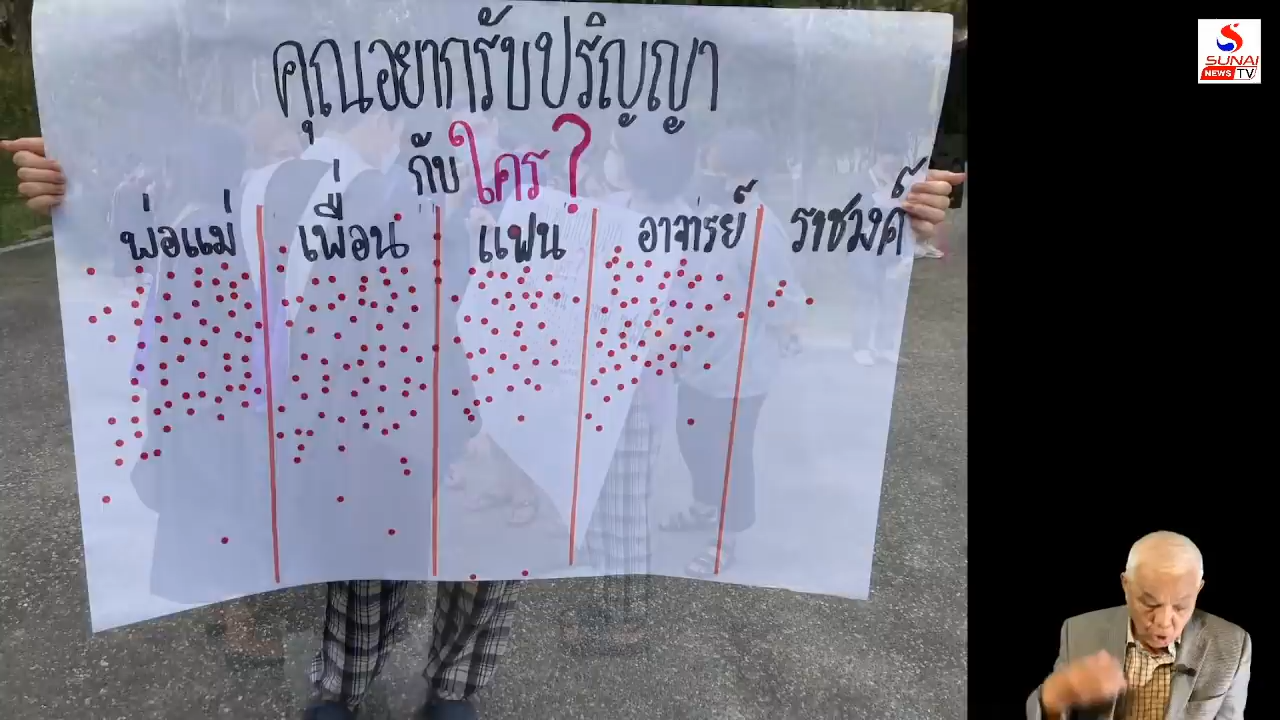 SUNAI
NEWS TV
คุณอยากรับปริญญา
กับใคร?
พ่อแม่ เพื่อน แฟน อาจารย์ ราชวงศ์